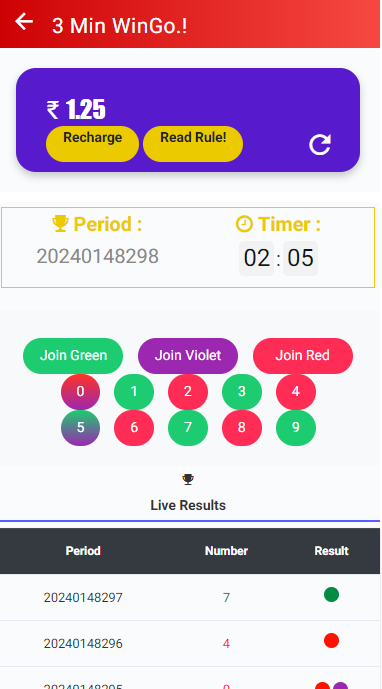 3 Min WinGo.!
₹ 1.25
Recharge Read Rule!
Period : Timer :
20240148298 02 : 05
Join Green Join Violet Join Red
0 1 2 3 4
5 6 7 8 9
Live Results
Period Number Result
20240148297 7
20240148296 4
20240148295 0